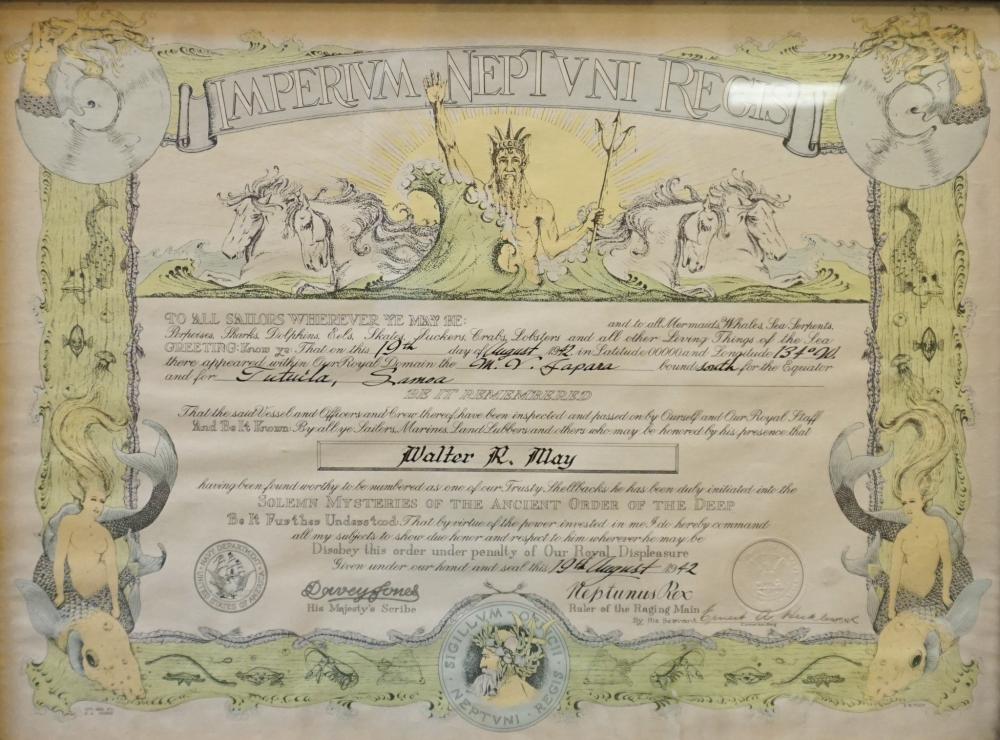 IMPERIVM NEPTVNI REGIS
TO ALL SAILORS WHEREVER YE MAY BE: and to all Mermaids, Whales, Sea Serpents,
Porpoises, Sharks, Dolphins, Eels, Skates, Suckers, Crabs, Lobsters and all other Living Things of the Sea
GREETING: Know ye: That on this 19th day of August 1942 in Latitude 00000 and Longitude
there appeared within Our Royal Domain the M. V. Japara bound South for the Equator
and for Tutuila, Samoa
BE IT REMEMBERED
That the said Vessel and Officers and Crew thereof have been inspected and passed on by Ourself and Our Royal Staff
And Be It Known: By all ye Sailors, Marines, Land Lubbers and others who may be honored by his presence that
Walter R. May
having been found worthy to be numbered as one of our Trusty Shellbacks he has been duly initiated into the
SOLEMN MYSTERIES OF THE ANCIENT ORDER OF THE DEEP
Be It Further Understood: That by virtue of the power invested in me I do hereby command
all my subjects to show due honor and respect to him wherever he may be
Disobey this order under penalty of Our Royal Displeasure
Given under our hand and seal this 19th August 1942
Davey Jones
His Majesty's Scribe
Neptunus Rex
Ruler of the Raging Main
By His Servant
NAVY DEPARTMENT
UNITED STATES OF AMERICA
SIGILLVM OFFICII
NEPTVNI REGIS